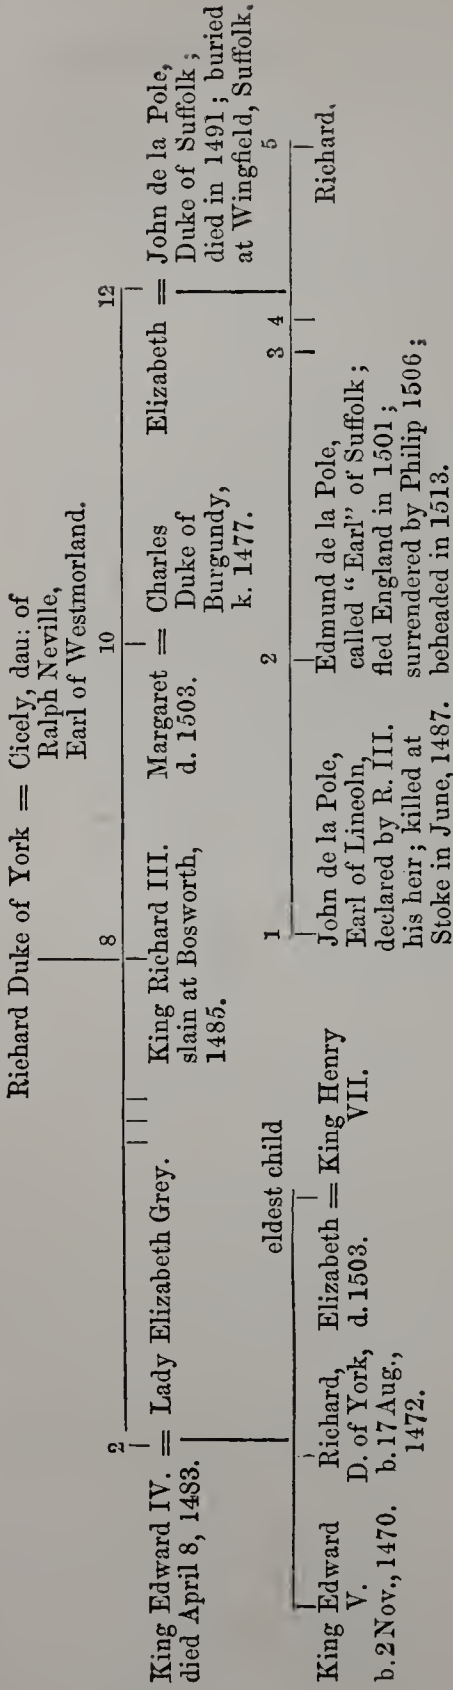 Richard Duke of York = Cicely, dau: of
Ralph Neville,
Earl of Westmorland.
2
8
10
12
King Edward IV. = Lady Elizabeth Grey.
died April 8, 1483.
King Richard III.
slain at Bosworth,
1485.
Margaret = Charles
d. 1503.
Duke of
Burgundy,
k. 1477.
Elizabeth = John de la Pole,
Duke of Suffolk;
died in 1491; buried
at Wingfield, Suffolk.
eldest child
King Edward
V.
b. 2 Nov., 1470.
Richard,
D. of York,
b. 17 Aug.,
1472.
Elizabeth = King Henry
d. 1503.
VII.
1
John de la Pole,
Earl of Lincoln,
declared by R. III.
his heir; killed at
Stoke in June, 1487.
2
Edmund de la Pole,
called "Earl" of Suffolk;
fled England in 1501;
surrendered by Philip 1506;
beheaded in 1513.
3
4
5
Richard.